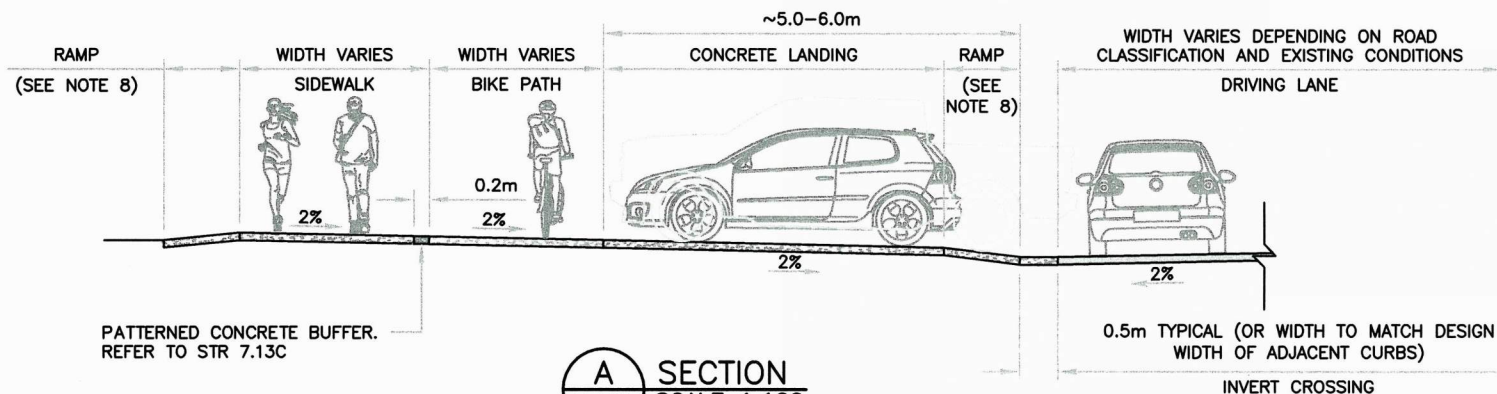 ~5.0-6.0m
RAMP
(SEE NOTE 8)
WIDTH VARIES
SIDEWALK
WIDTH VARIES
BIKE PATH
CONCRETE LANDING
RAMP
(SEE
NOTE 8)
WIDTH VARIES DEPENDING ON ROAD
CLASSIFICATION AND EXISTING CONDITIONS
DRIVING LANE
0.2m
2%
2%
2%
2%
PATTERNED CONCRETE BUFFER.
REFER TO STR 7.13C
0.5m TYPICAL (OR WIDTH TO MATCH DESIGN
WIDTH OF ADJACENT CURBS)
INVERT CROSSING
A
SECTION